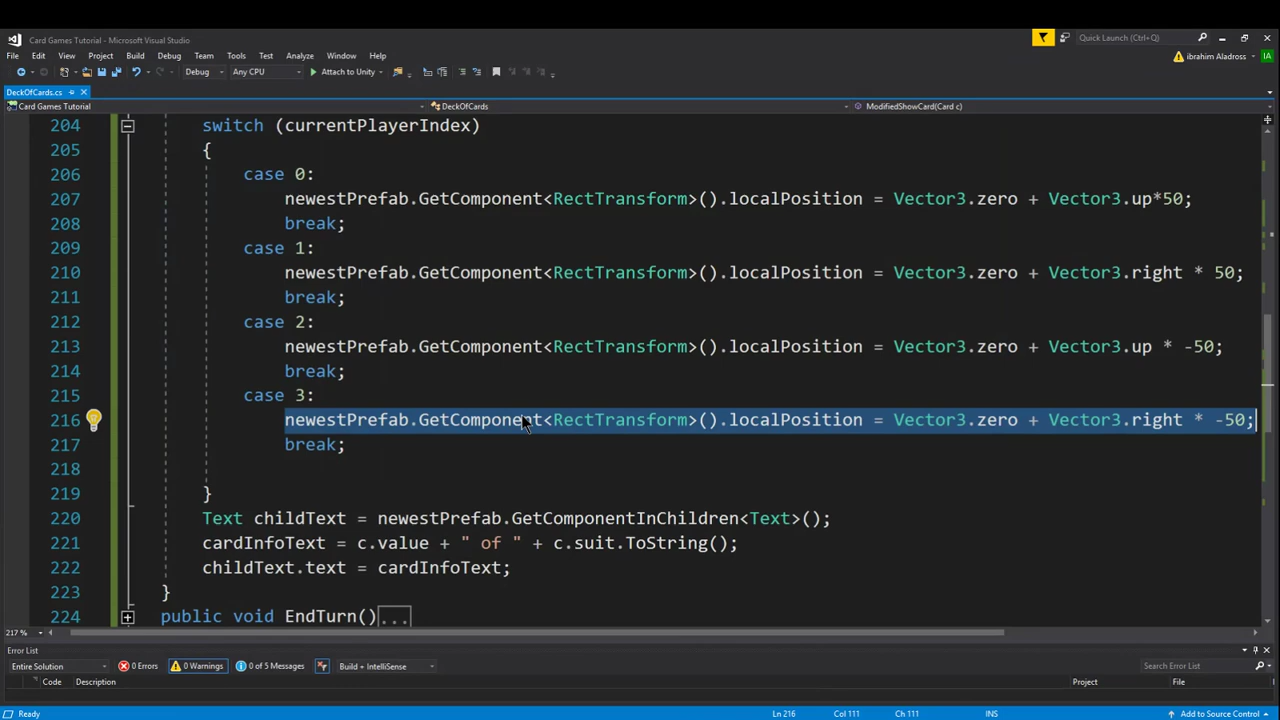 Card Games Tutorial - Microsoft Visual Studio
Quick Launch (Ctrl+Q)
File Edit View Project Build Debug Team Tools Test Analyze Window Help
ibrahim Aladross IA
Debug Any CPU Attach to Unity
DeckOfCards.cs
Card Games Tutorial DeckOfCards ModifiedShowCard(Card c)
204 switch (currentPlayerIndex)
205 {
206 case 0:
207 newestPrefab.GetComponent<RectTransform>().localPosition = Vector3.zero + Vector3.up*50;
208 break;
209 case 1:
210 newestPrefab.GetComponent<RectTransform>().localPosition = Vector3.zero + Vector3.right * 50;
211 break;
212 case 2:
213 newestPrefab.GetComponent<RectTransform>().localPosition = Vector3.zero + Vector3.up * -50;
214 break;
215 case 3:
216 newestPrefab.GetComponent<RectTransform>().localPosition = Vector3.zero + Vector3.right * -50;
217 break;
218
219 }
220 Text childText = newestPrefab.GetComponentInChildren<Text>();
221 cardInfoText = c.value + " of " + c.suit.ToString();
222 childText.text = cardInfoText;
223 }
224 public void EndTurn()...
217 %
Error List
Entire Solution 0 Errors 0 Warnings 0 of 5 Messages Build + IntelliSense Search Error List
Code Description Project File
Ready Ln 216 Col 111 Ch 111 INS Add to Source Control